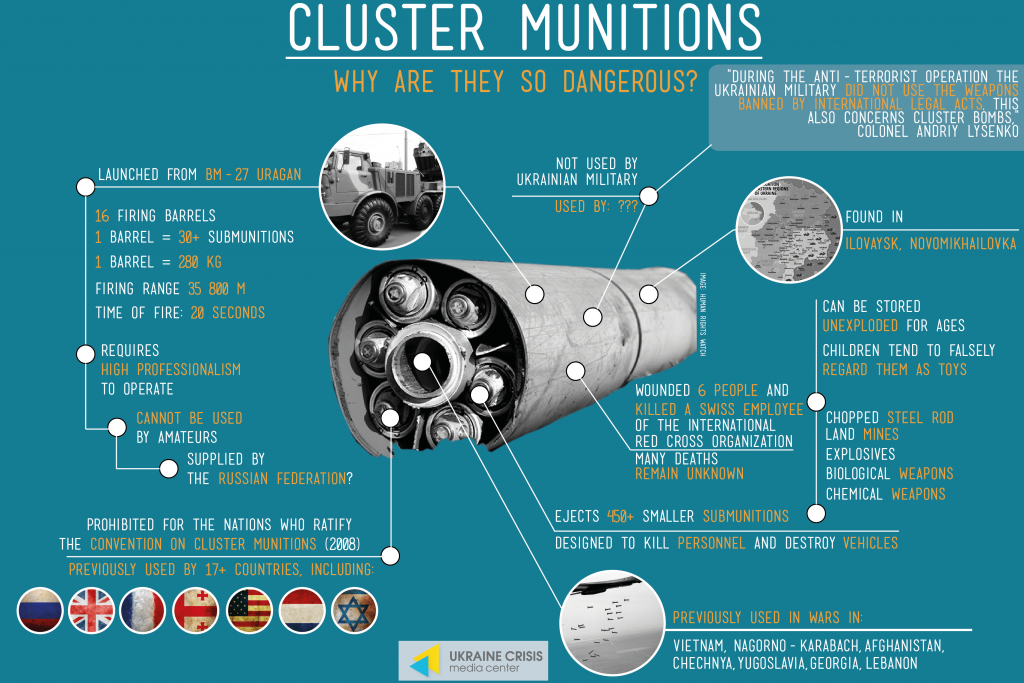 CLUSTER MUNITIONS
WHY ARE THEY SO DANGEROUS?
"DURING THE ANTI - TERRORIST OPERATION THE
UKRAINIAN MILITARY DID NOT USE THE WEAPONS
BANNED BY INTERNATIONAL LEGAL ACTS. THIS
ALSO CONCERNS CLUSTER BOMBS,"
COLONEL ANDRIY LYSENKO
LAUNCHED FROM BM - 27 URAGAN
16 FIRING BARRELS
1 BARREL = 30+ SUBMUNITIONS
1 BARREL = 280 KG
FIRING RANGE 35 800 M
TIME OF FIRE: 20 SECONDS
REQUIRES
HIGH PROFESSIONALISM
TO OPERATE
CANNOT BE USED
BY AMATEURS
SUPPLIED BY
THE RUSSIAN FEDERATION?
NOT USED BY
UKRAINIAN MILITARY
USED BY: ???
FOUND IN
ILOVAYSK, NOVOMIKHAILOVKA
IMAGE: HUMAN RIGHTS WATCH
CAN BE STORED
UNEXPLODED FOR AGES
CHILDREN TEND TO FALSELY
REGARD THEM AS TOYS
CHOPPED STEEL ROD
LAND MINES
EXPLOSIVES
BIOLOGICAL WEAPONS
CHEMICAL WEAPONS
WOUNDED 6 PEOPLE AND
KILLED A SWISS EMPLOYEE
OF THE INTERNATIONAL
RED CROSS ORGANIZATION
MANY DEATHS
REMAIN UNKNOWN
EJECTS 450+ SMALLER SUBMUNITIONS
DESIGNED TO KILL PERSONNEL AND DESTROY VEHICLES
PROHIBITED FOR THE NATIONS WHO RATIFY
THE CONVENTION ON CLUSTER MUNITIONS (2008)
PREVIOUSLY USED BY 17+ COUNTRIES, INCLUDING:
PREVIOUSLY USED IN WARS IN:
VIETNAM, NAGORNO - KARABACH, AFGHANISTAN,
CHECHNYA, YUGOSLAVIA, GEORGIA, LEBANON
UKRAINE CRISIS
media center